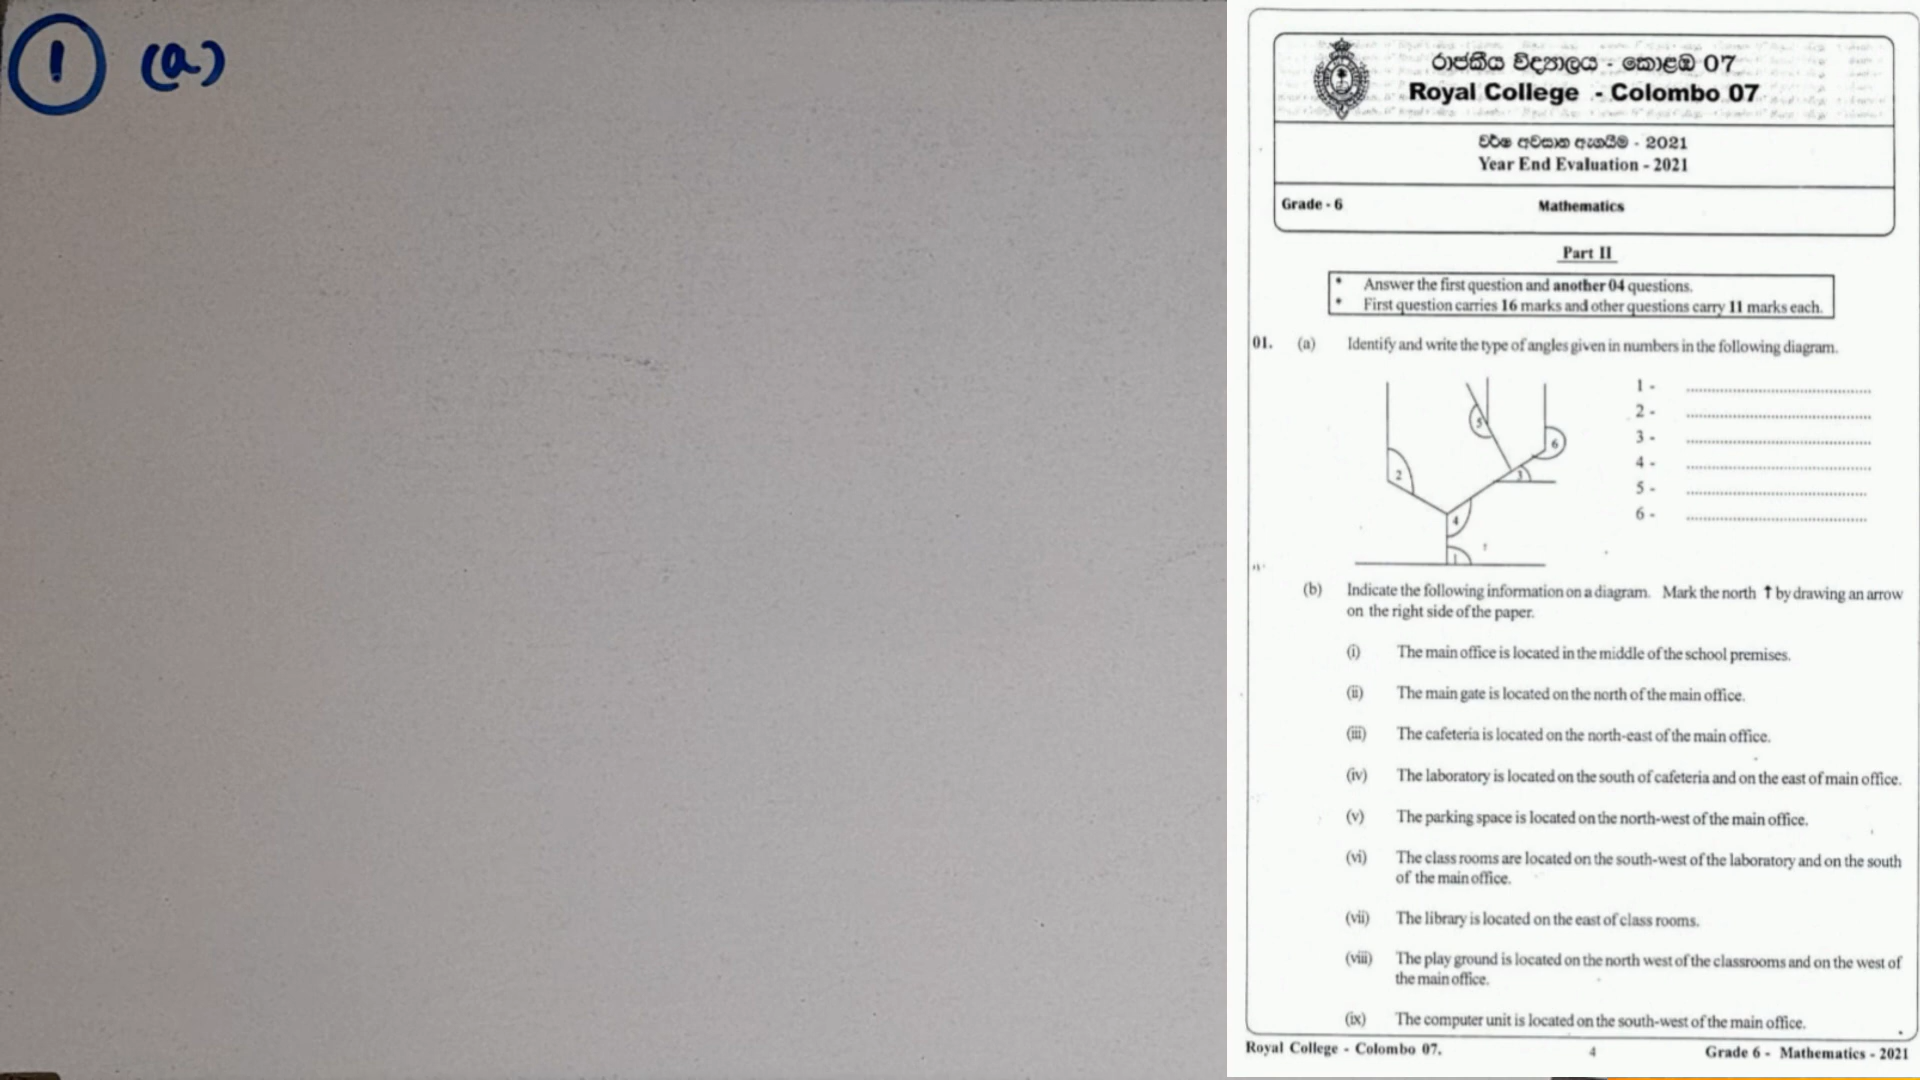 1 (a)
රාජකීය විද්‍යාලය - කොළඹ 07
Royal College - Colombo 07
වර්ෂ අවසාන ඇගයීම - 2021
Year End Evaluation - 2021
Grade - 6 Mathematics
Part II
* Answer the first question and another 04 questions.
* First question carries 16 marks and other questions carry 11 marks each.
01. (a) Identify and write the type of angles given in numbers in the following diagram.
1 - ....................................
2 - ....................................
3 - ....................................
4 - ....................................
5 - ....................................
6 - ....................................
5
6
2
3
4
1
(b) Indicate the following information on a diagram. Mark the north ↑ by drawing an arrow
on the right side of the paper.
(i) The main office is located in the middle of the school premises.
(ii) The main gate is located on the north of the main office.
(iii) The cafeteria is located on the north-east of the main office.
(iv) The laboratory is located on the south of cafeteria and on the east of main office.
(v) The parking space is located on the north-west of the main office.
(vi) The class rooms are located on the south-west of the laboratory and on the south
of the main office.
(vii) The library is located on the east of class rooms.
(viii) The play ground is located on the north west of the classrooms and on the west of
the main office.
(ix) The computer unit is located on the south-west of the main office.
Royal College - Colombo 07. 4 Grade 6 - Mathematics - 2021